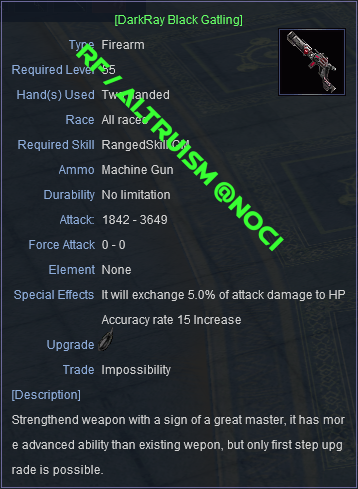 [DarkRay Black Gatling]
Type Firearm
Required Level 55
Hand(s) Used Two handed
Race All races
Required Skill RangedSkill GM
Ammo Machine Gun
Durability No limitation
Attack: 1842 - 3649
Force Attack 0 - 0
Element None
Special Effects It will exchange 5.0% of attack damage to HP
Accuracy rate 15 Increase
Upgrade
Trade Impossibility
[Description]
Strengthend weapon with a sign of a great master, it has mor
e advanced ability than existing wepon, but only first step upg
rade is possible.
RF / ALTRUISM @NOCI